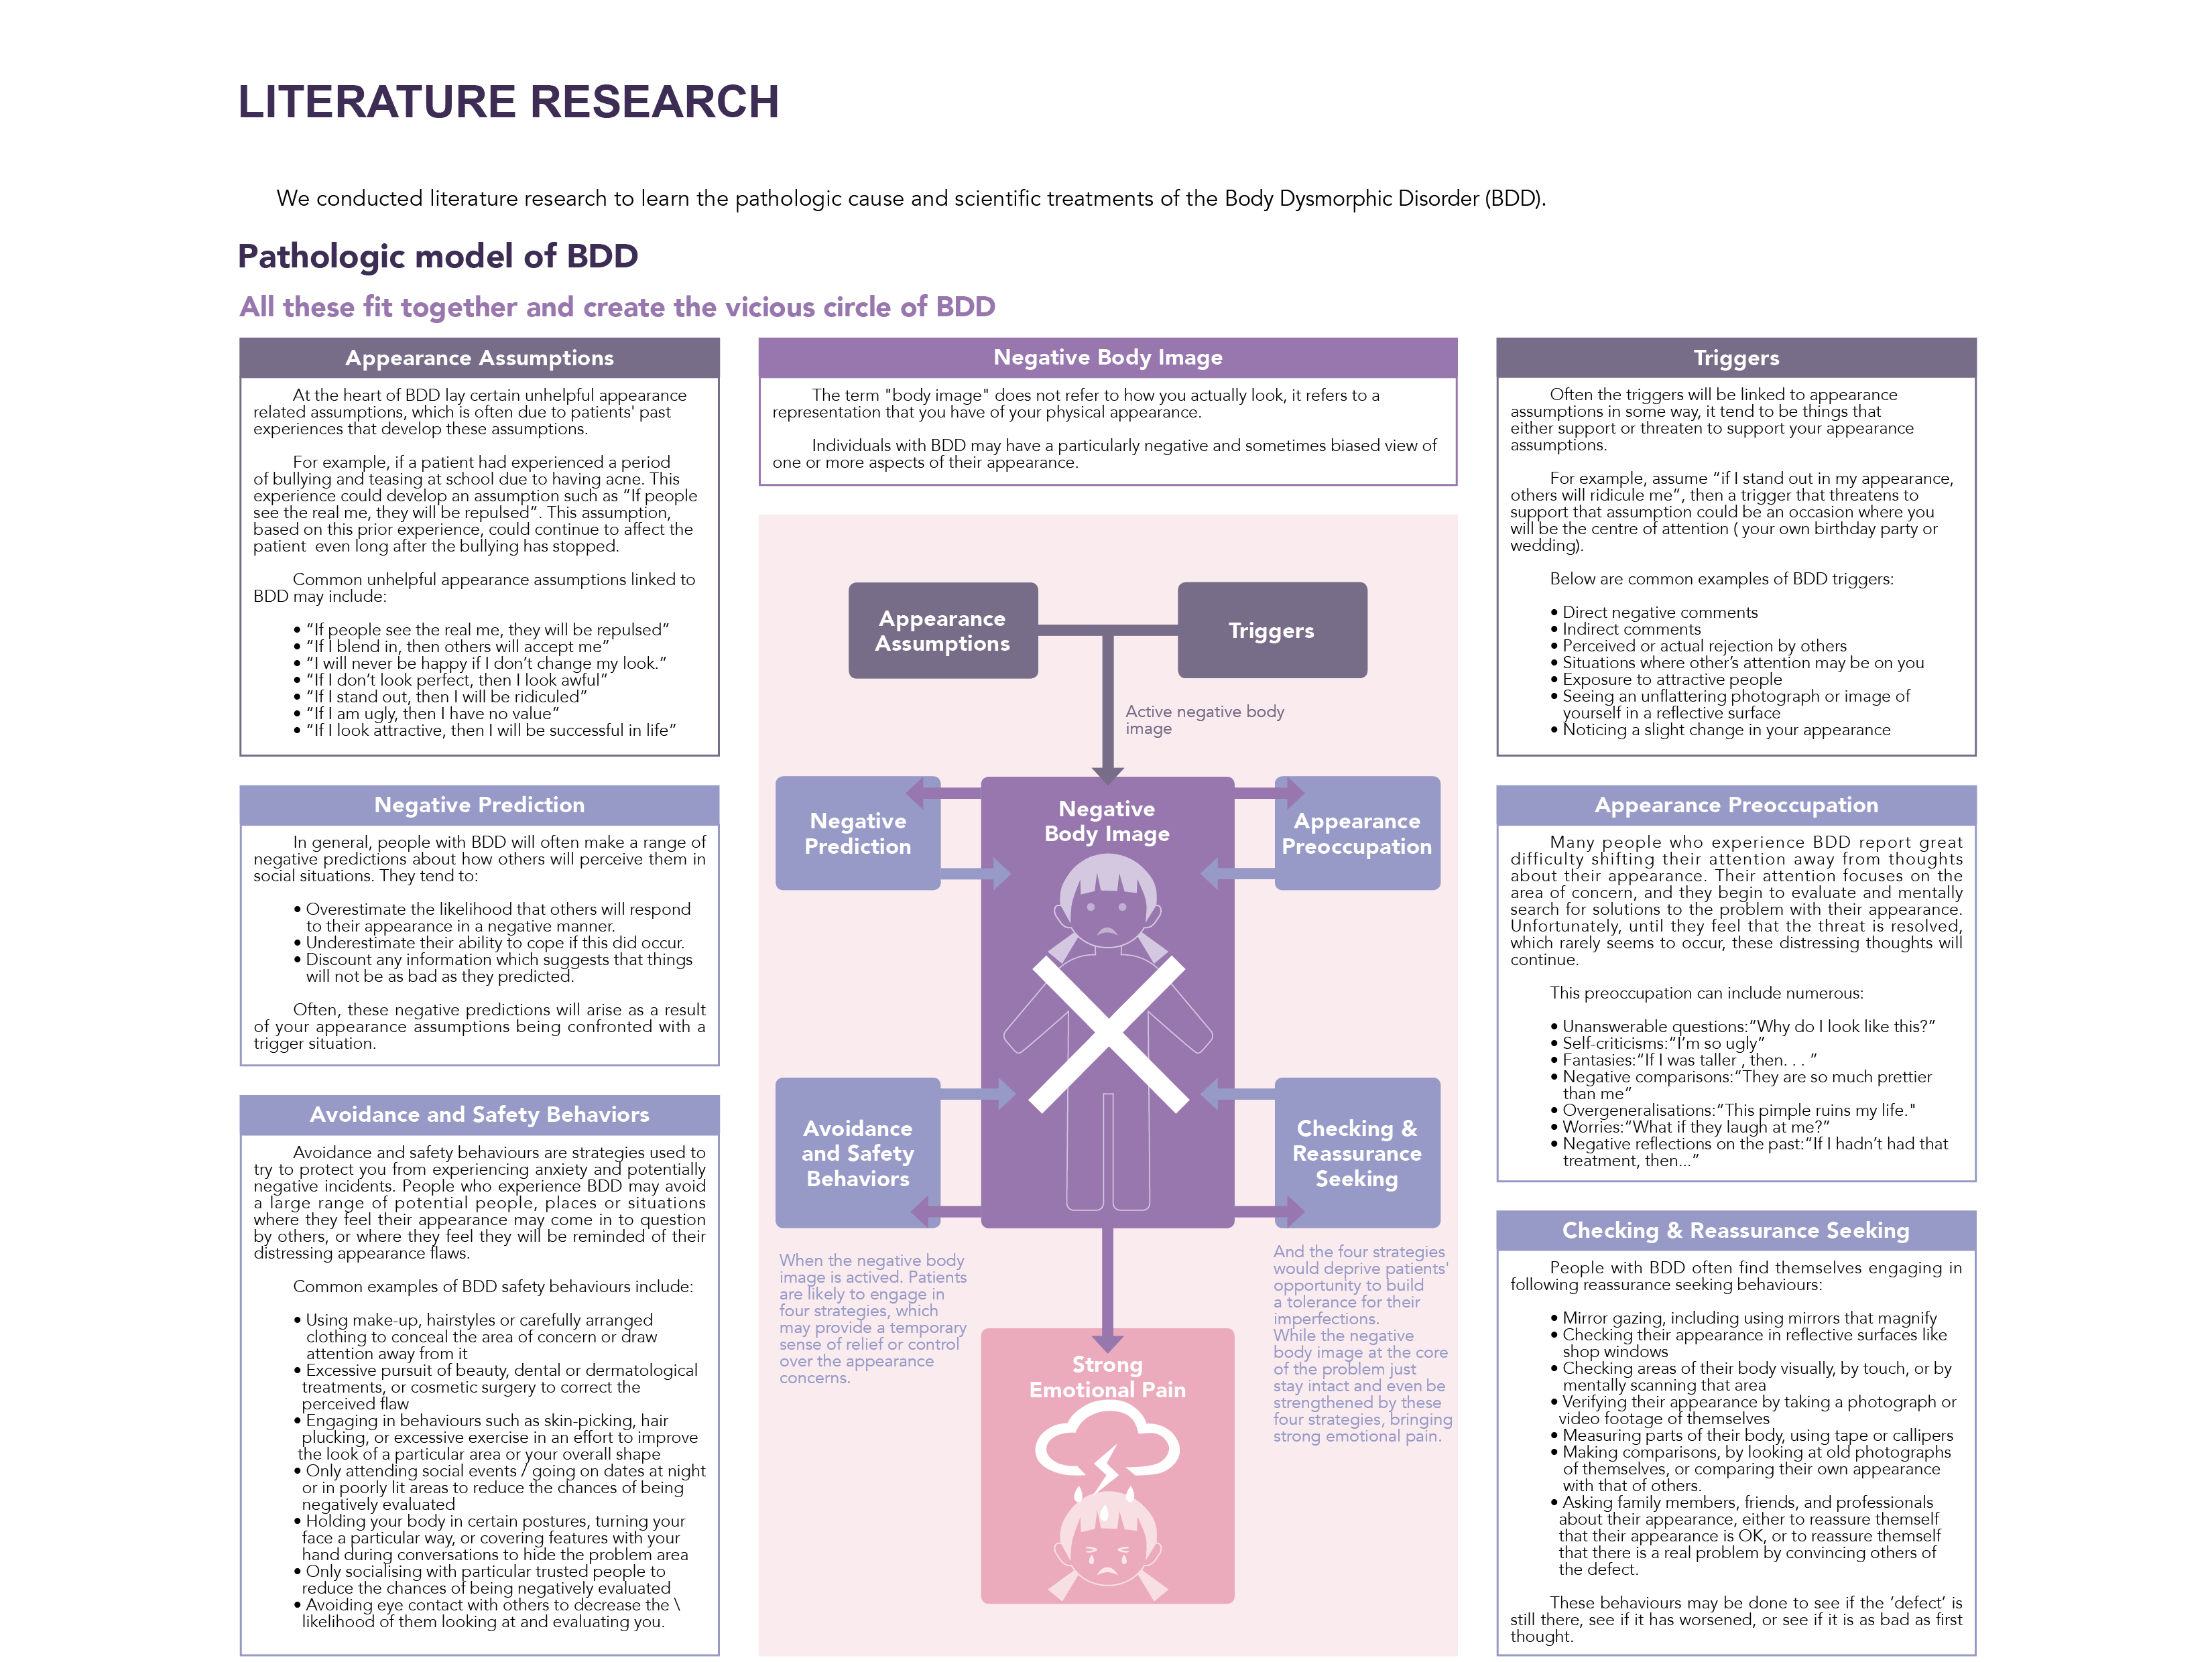 LITERATURE RESEARCH
We conducted literature research to learn the pathologic cause and scientific treatments of the Body Dysmorphic Disorder (BDD).
Pathologic model of BDD
All these fit together and create the vicious circle of BDD
Appearance Assumptions
At the heart of BDD lay certain unhelpful appearance
related assumptions, which is often due to patients' past
experiences that develop these assumptions.
For example, if a patient had experienced a period
of bullying and teasing at school due to having acne. This
experience could develop an assumption such as “If people
see the real me, they will be repulsed”. This assumption,
based on this prior experience, could continue to affect the
patient even long after the bullying has stopped.
Common unhelpful appearance assumptions linked to
BDD may include:
• “If people see the real me, they will be repulsed”
• “If I blend in, then others will accept me”
• “I will never be happy if I don’t change my look.”
• “If I don’t look perfect, then I look awful”
• “If I stand out, then I will be ridiculed”
• “If I am ugly, then I have no value”
• “If I look attractive, then I will be successful in life”
Negative Prediction
In general, people with BDD will often make a range of
negative predictions about how others will perceive them in
social situations. They tend to:
• Overestimate the likelihood that others will respond
to their appearance in a negative manner.
• Underestimate their ability to cope if this did occur.
• Discount any information which suggests that things
will not be as bad as they predicted.
Often, these negative predictions will arise as a result
of your appearance assumptions being confronted with a
trigger situation.
Avoidance and Safety Behaviors
Avoidance and safety behaviours are strategies used to
try to protect you from experiencing anxiety and potentially
negative incidents. People who experience BDD may avoid
a large range of potential people, places or situations
where they feel their appearance may come in to question
by others, or where they feel they will be reminded of their
distressing appearance flaws.
Common examples of BDD safety behaviours include:
• Using make-up, hairstyles or carefully arranged
clothing to conceal the area of concern or draw
attention away from it
• Excessive pursuit of beauty, dental or dermatological
treatments, or cosmetic surgery to correct the
perceived flaw
• Engaging in behaviours such as skin-picking, hair
plucking, or excessive exercise in an effort to improve
the look of a particular area or your overall shape
• Only attending social events / going on dates at night
or in poorly lit areas to reduce the chances of being
negatively evaluated
• Holding your body in certain postures, turning your
face a particular way, or covering features with your
hand during conversations to hide the problem area
• Only socialising with particular trusted people to
reduce the chances of being negatively evaluated
• Avoiding eye contact with others to decrease the \
likelihood of them looking at and evaluating you.
Negative Body Image
The term "body image" does not refer to how you actually look, it refers to a
representation that you have of your physical appearance.
Individuals with BDD may have a particularly negative and sometimes biased view of
one or more aspects of their appearance.
Appearance
Assumptions
Triggers
Active negative body
image
Negative
Prediction
Negative
Body Image
Appearance
Preoccupation
Avoidance
and Safety
Behaviors
Checking &
Reassurance
Seeking
When the negative body
image is actived. Patients
are likely to engage in
four strategies, which
may provide a temporary
sense of relief or control
over the appearance
concerns.
And the four strategies
would deprive patients'
opportunity to build
a tolerance for their
imperfections.
While the negative
body image at the core
of the problem just
stay intact and even be
strengthened by these
four strategies, bringing
strong emotional pain.
Strong
Emotional Pain
Triggers
Often the triggers will be linked to appearance
assumptions in some way, it tend to be things that
either support or threaten to support your appearance
assumptions.
For example, assume “if I stand out in my appearance,
others will ridicule me”, then a trigger that threatens to
support that assumption could be an occasion where you
will be the centre of attention ( your own birthday party or
wedding).
Below are common examples of BDD triggers:
• Direct negative comments
• Indirect comments
• Perceived or actual rejection by others
• Situations where other’s attention may be on you
• Exposure to attractive people
• Seeing an unflattering photograph or image of
yourself in a reflective surface
• Noticing a slight change in your appearance
Appearance Preoccupation
Many people who experience BDD report great
difficulty shifting their attention away from thoughts
about their appearance. Their attention focuses on the
area of concern, and they begin to evaluate and mentally
search for solutions to the problem with their appearance.
Unfortunately, until they feel that the threat is resolved,
which rarely seems to occur, these distressing thoughts will
continue.
This preoccupation can include numerous:
• Unanswerable questions:“Why do I look like this?”
• Self-criticisms:“I’m so ugly”
• Fantasies:“If I was taller , then. . . ”
• Negative comparisons:“They are so much prettier
than me”
• Overgeneralisations:“This pimple ruins my life."
• Worries:“What if they laugh at me?”
• Negative reflections on the past:“If I hadn’t had that
treatment, then...”
Checking & Reassurance Seeking
People with BDD often find themselves engaging in
following reassurance seeking behaviours:
• Mirror gazing, including using mirrors that magnify
• Checking their appearance in reflective surfaces like
shop windows
• Checking areas of their body visually, by touch, or by
mentally scanning that area
• Verifying their appearance by taking a photograph or
video footage of themselves
• Measuring parts of their body, using tape or callipers
• Making comparisons, by looking at old photographs
of themselves, or comparing their own appearance
with that of others.
• Asking family members, friends, and professionals
about their appearance, either to reassure themself
that their appearance is OK, or to reassure themself
that there is a real problem by convincing others of
the defect.
These behaviours may be done to see if the ‘defect’ is
still there, see if it has worsened, or see if it is as bad as first
thought.